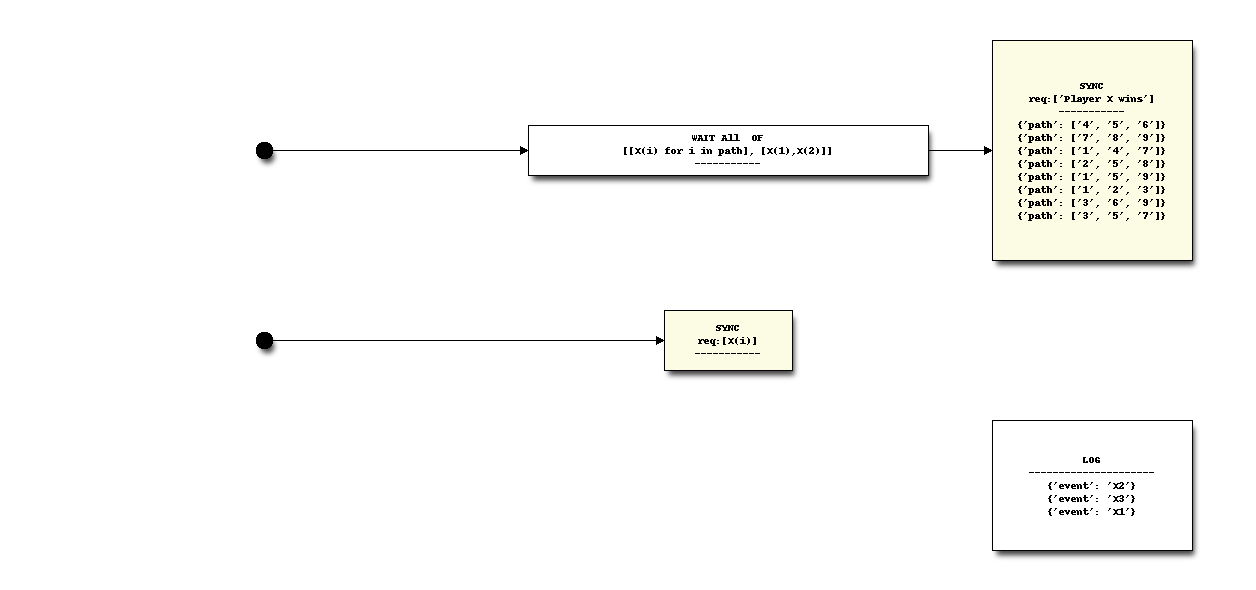 SYNC
req:['Player X wins']
-----------
{'path': ['4', '5', '6']}
{'path': ['7', '8', '9']}
{'path': ['1', '4', '7']}
{'path': ['2', '5', '8']}
{'path': ['1', '5', '9']}
{'path': ['1', '2', '3']}
{'path': ['3', '6', '9']}
{'path': ['3', '5', '7']}
WAIT All  OF
[[X(i) for i in path], [X(1),X(2)]]
-----------
SYNC
req:[X(i)]
-----------
LOG
---------------------
{'event': 'X2'}
{'event': 'X3'}
{'event': 'X1'}